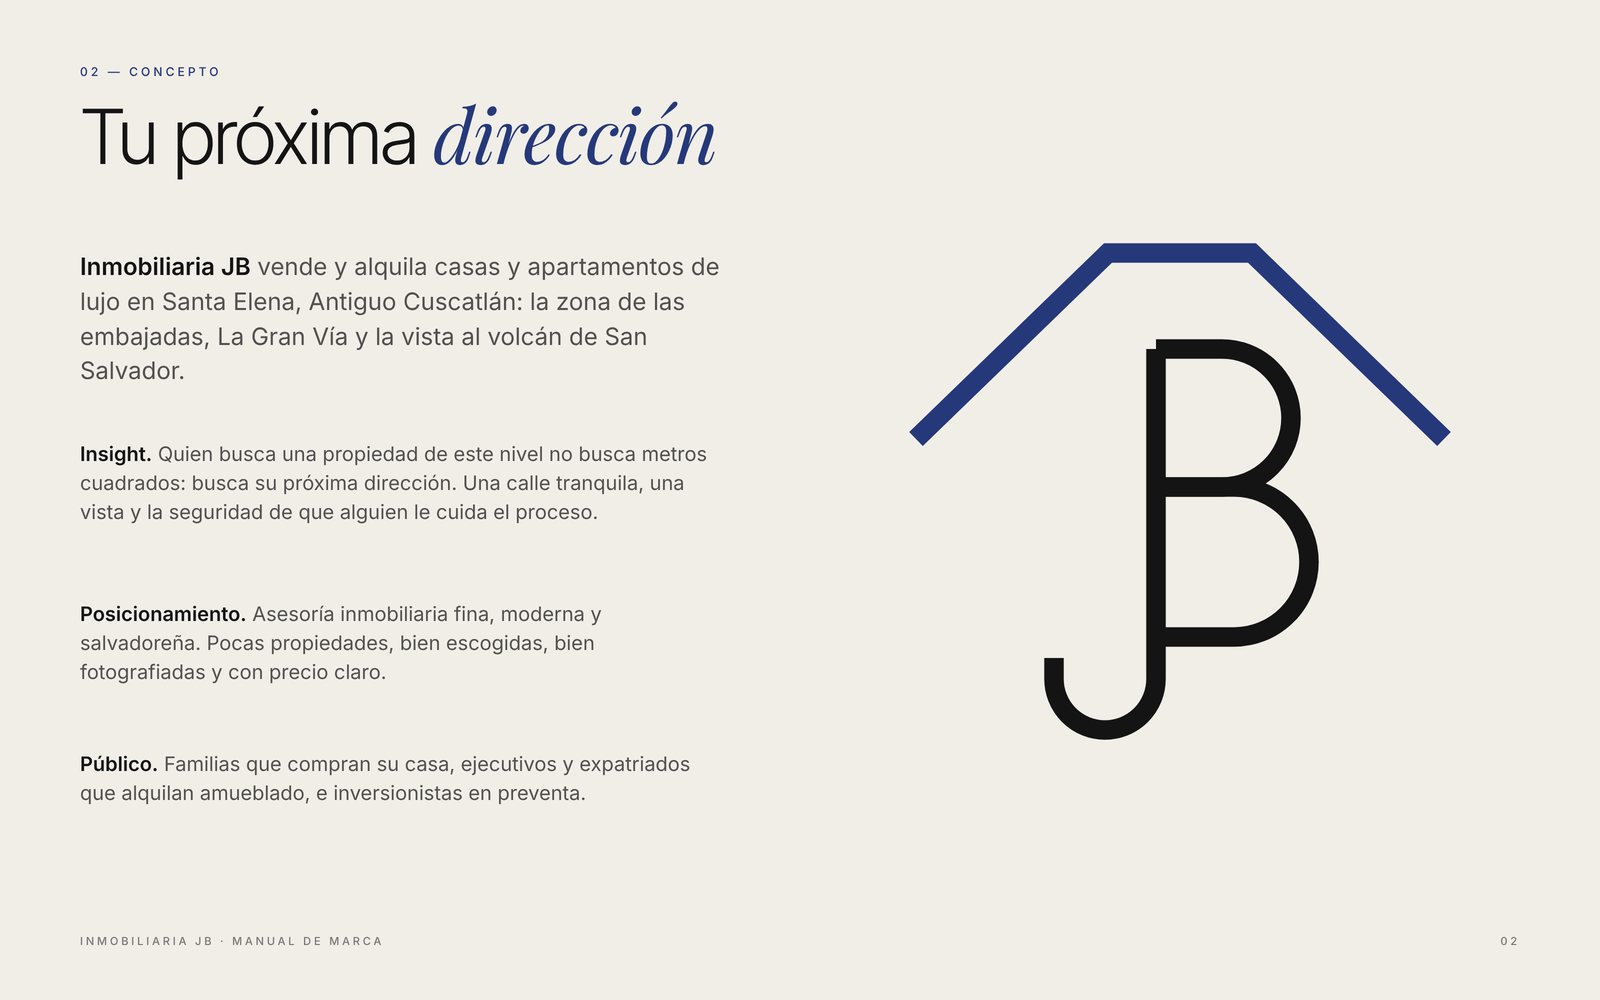 02 — CONCEPTO
Tu próxima dirección
Inmobiliaria JB vende y alquila casas y apartamentos de
lujo en Santa Elena, Antiguo Cuscatlán: la zona de las
embajadas, La Gran Vía y la vista al volcán de San
Salvador.
Insight. Quien busca una propiedad de este nivel no busca metros
cuadrados: busca su próxima dirección. Una calle tranquila, una
vista y la seguridad de que alguien le cuida el proceso.
Posicionamiento. Asesoría inmobiliaria fina, moderna y
salvadoreña. Pocas propiedades, bien escogidas, bien
fotografiadas y con precio claro.
Público. Familias que compran su casa, ejecutivos y expatriados
que alquilan amueblado, e inversionistas en preventa.
JB
INMOBILIARIA JB · MANUAL DE MARCA
02